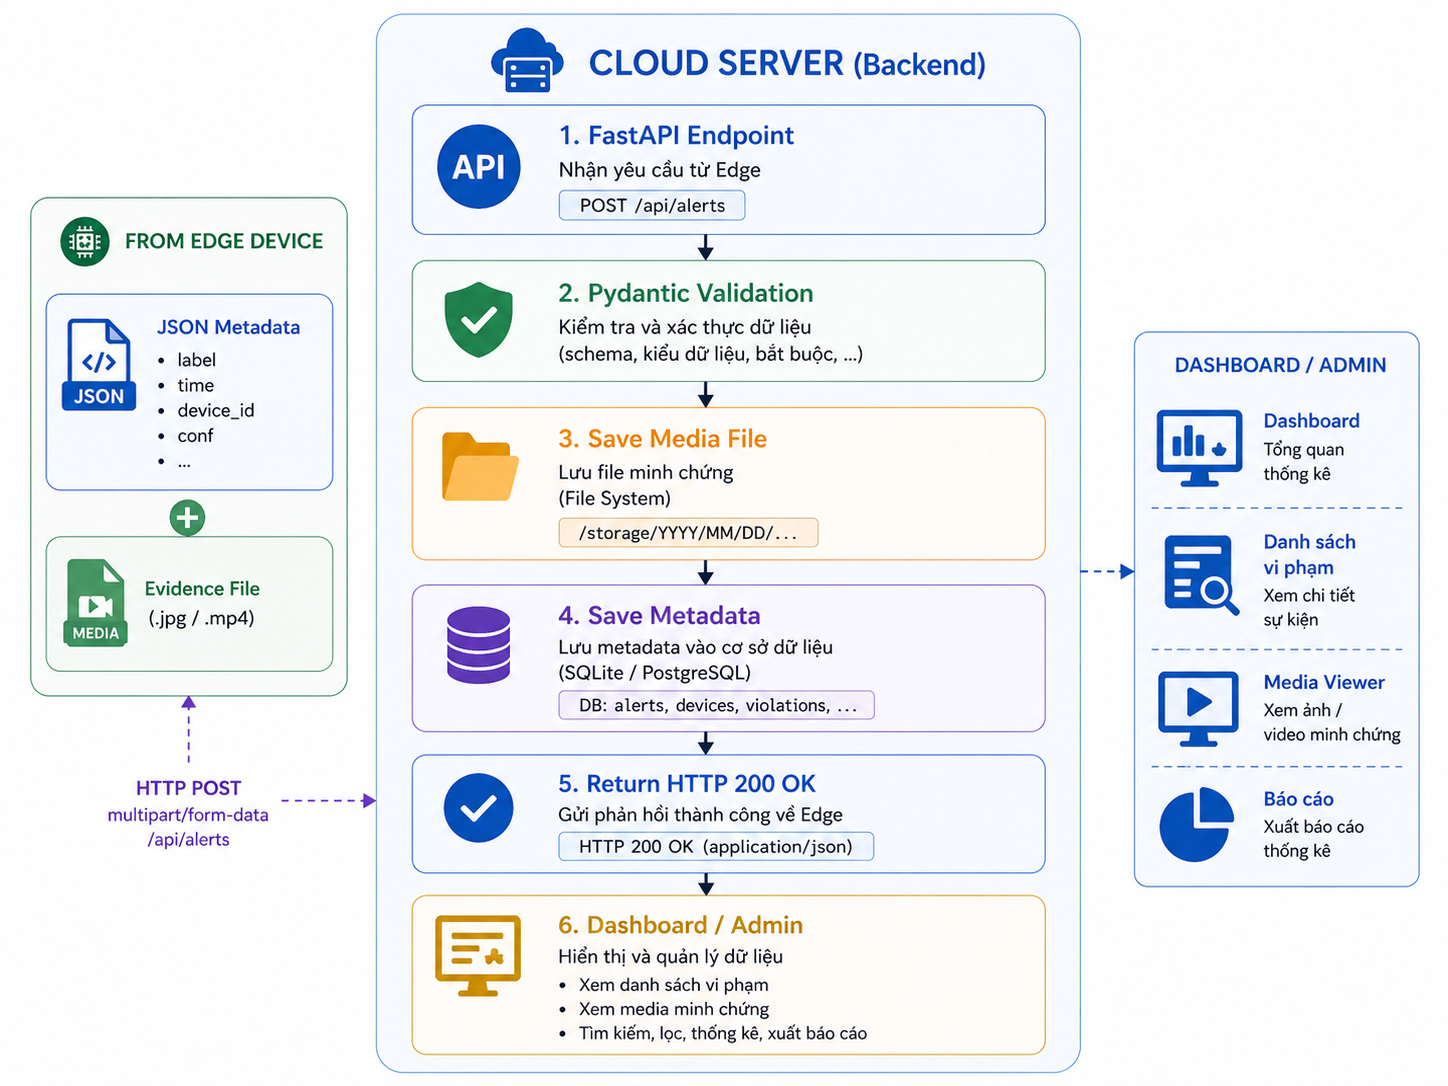 CLOUD SERVER (Backend)
FROM EDGE DEVICE
JSON
JSON Metadata
• label
• time
• device_id
• conf
• ...
MEDIA
Evidence File
(.jpg / .mp4)
HTTP POST
multipart/form-data
/api/alerts
API
1. FastAPI Endpoint
Nhận yêu cầu từ Edge
POST /api/alerts
2. Pydantic Validation
Kiểm tra và xác thực dữ liệu
(schema, kiểu dữ liệu, bắt buộc, ...)
3. Save Media File
Lưu file minh chứng
(File System)
/storage/YYYY/MM/DD/...
4. Save Metadata
Lưu metadata vào cơ sở dữ liệu
(SQLite / PostgreSQL)
DB: alerts, devices, violations, ...
5. Return HTTP 200 OK
Gửi phản hồi thành công về Edge
HTTP 200 OK (application/json)
6. Dashboard / Admin
Hiển thị và quản lý dữ liệu
• Xem danh sách vi phạm
• Xem media minh chứng
• Tìm kiếm, lọc, thống kê, xuất báo cáo
DASHBOARD / ADMIN
Dashboard
Tổng quan
thống kê
Danh sách
vi phạm
Xem chi tiết
sự kiện
Media Viewer
Xem ảnh /
video minh chứng
Báo cáo
Xuất báo cáo
thống kê